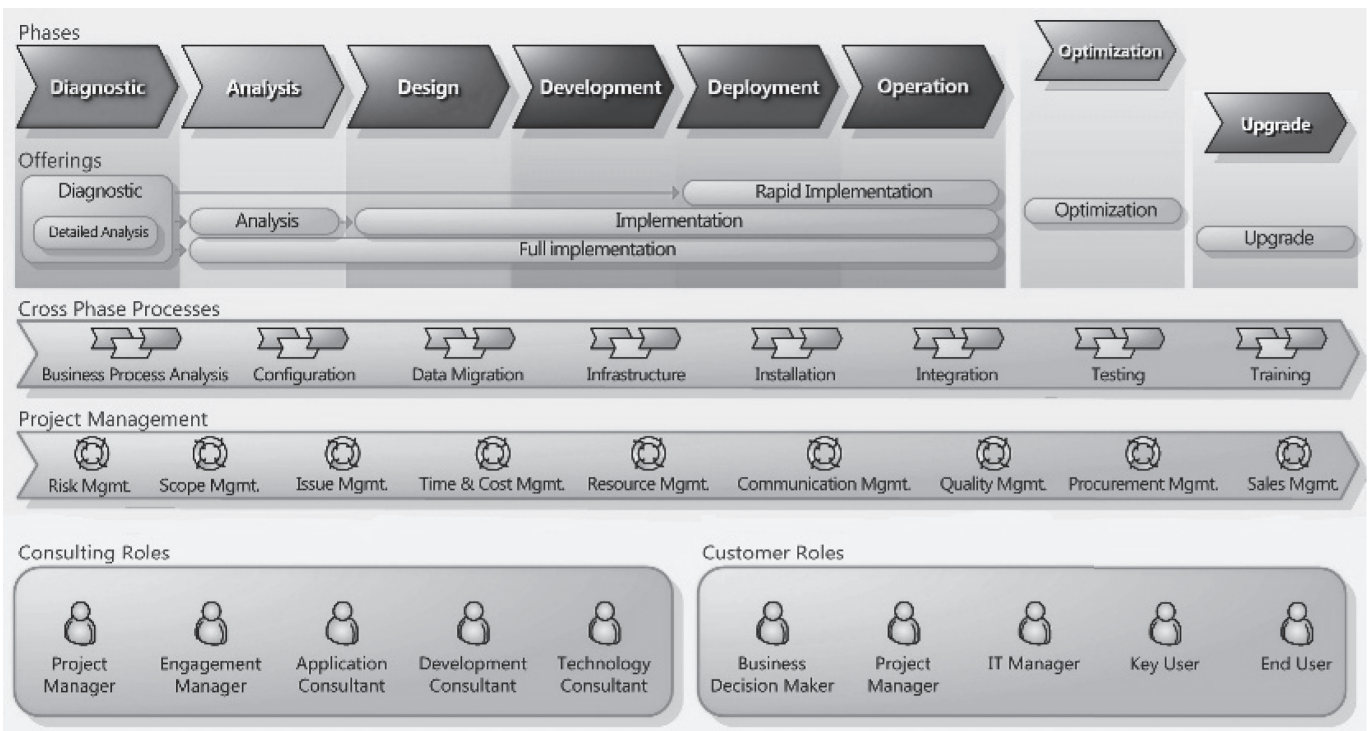 Phases
Diagnostic
Analysis
Design
Development
Deployment
Operation
Optimization
Upgrade
Offerings
Diagnostic
Detailed Analysis
Rapid Implementation
Analysis
Implementation
Full implementation
Optimization
Upgrade
Cross Phase Processes
Business Process Analysis
Configuration
Data Migration
Infrastructure
Installation
Integration
Testing
Training
Project Management
Risk Mgmt.
Scope Mgmt.
Issue Mgmt.
Time & Cost Mgmt.
Resource Mgmt.
Communication Mgmt.
Quality Mgmt.
Procurement Mgmt.
Sales Mgmt.
Consulting Roles
Project
Manager
Engagement
Manager
Application
Consultant
Development
Consultant
Technology
Consultant
Customer Roles
Business
Decision Maker
Project
Manager
IT Manager
Key User
End User